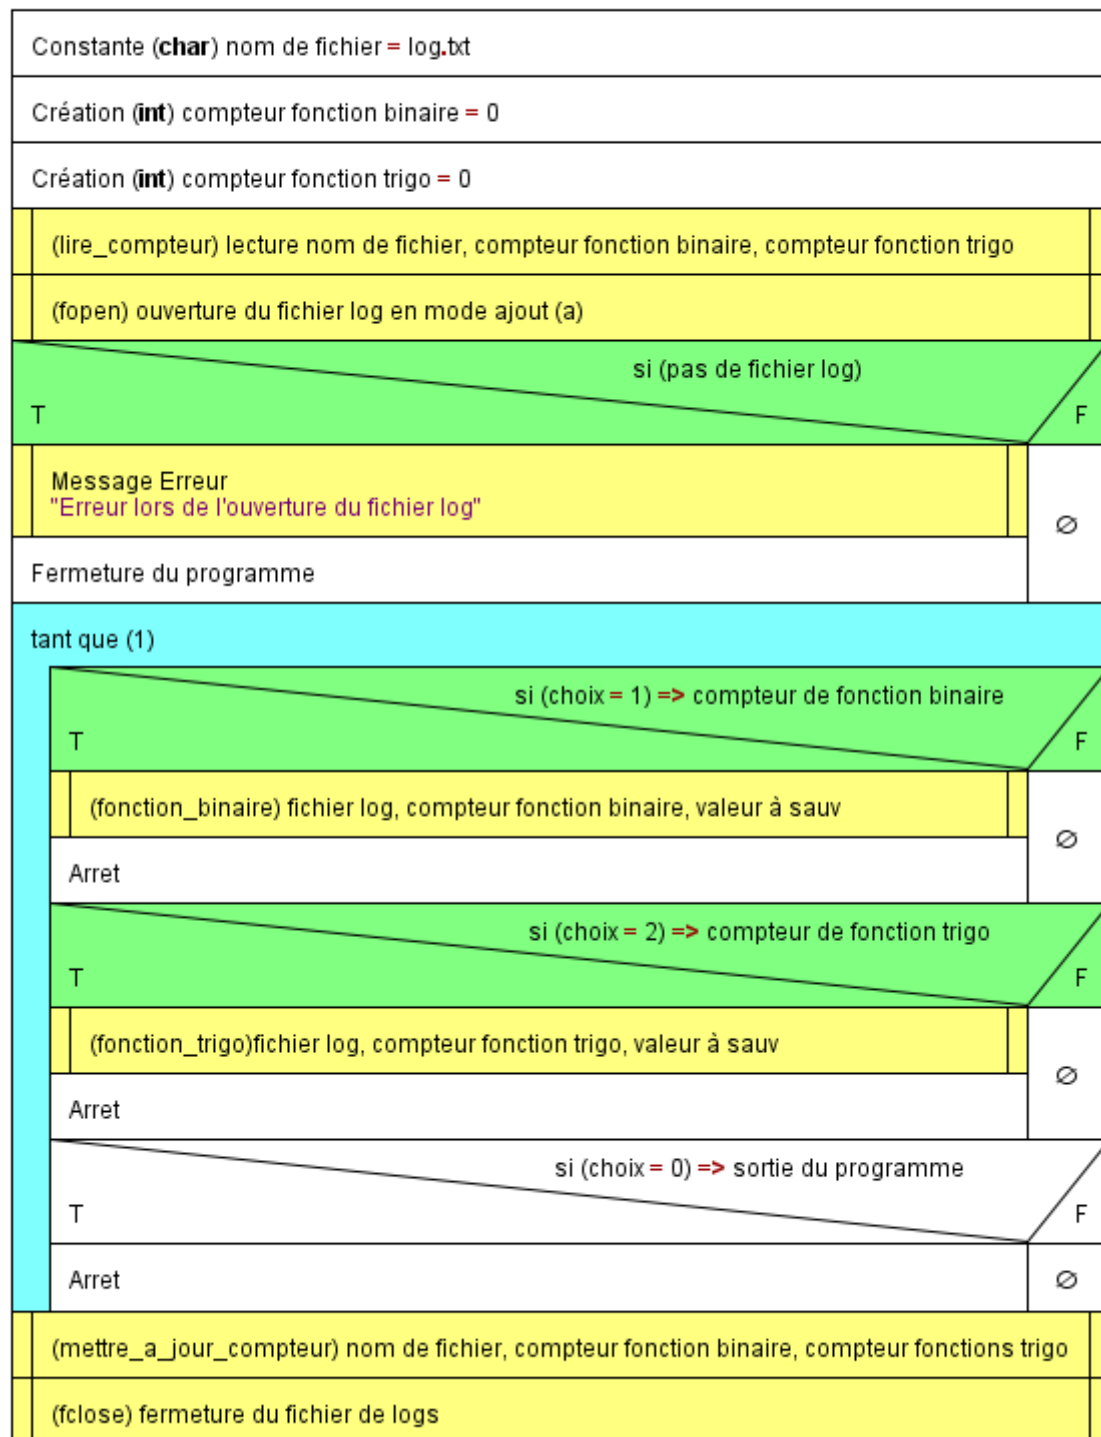 Constante (char) nom de fichier = log.txt
Création (int) compteur fonction binaire = 0
Création (int) compteur fonction trigo = 0
(lire_compteur) lecture nom de fichier, compteur fonction binaire, compteur fonction trigo
(fopen) ouverture du fichier log en mode ajout (a)
si (pas de fichier log)
T
F
Message Erreur
"Erreur lors de l'ouverture du fichier log"
∅
Fermeture du programme
tant que (1)
si (choix = 1) => compteur de fonction binaire
T
F
(fonction_binaire) fichier log, compteur fonction binaire, valeur à sauv
∅
Arret
si (choix = 2) => compteur de fonction trigo
T
F
(fonction_trigo)fichier log, compteur fonction trigo, valeur à sauv
∅
Arret
si (choix = 0) => sortie du programme
T
F
Arret
∅
(mettre_a_jour_compteur) nom de fichier, compteur fonction binaire, compteur fonctions trigo
(fclose) fermeture du fichier de logs